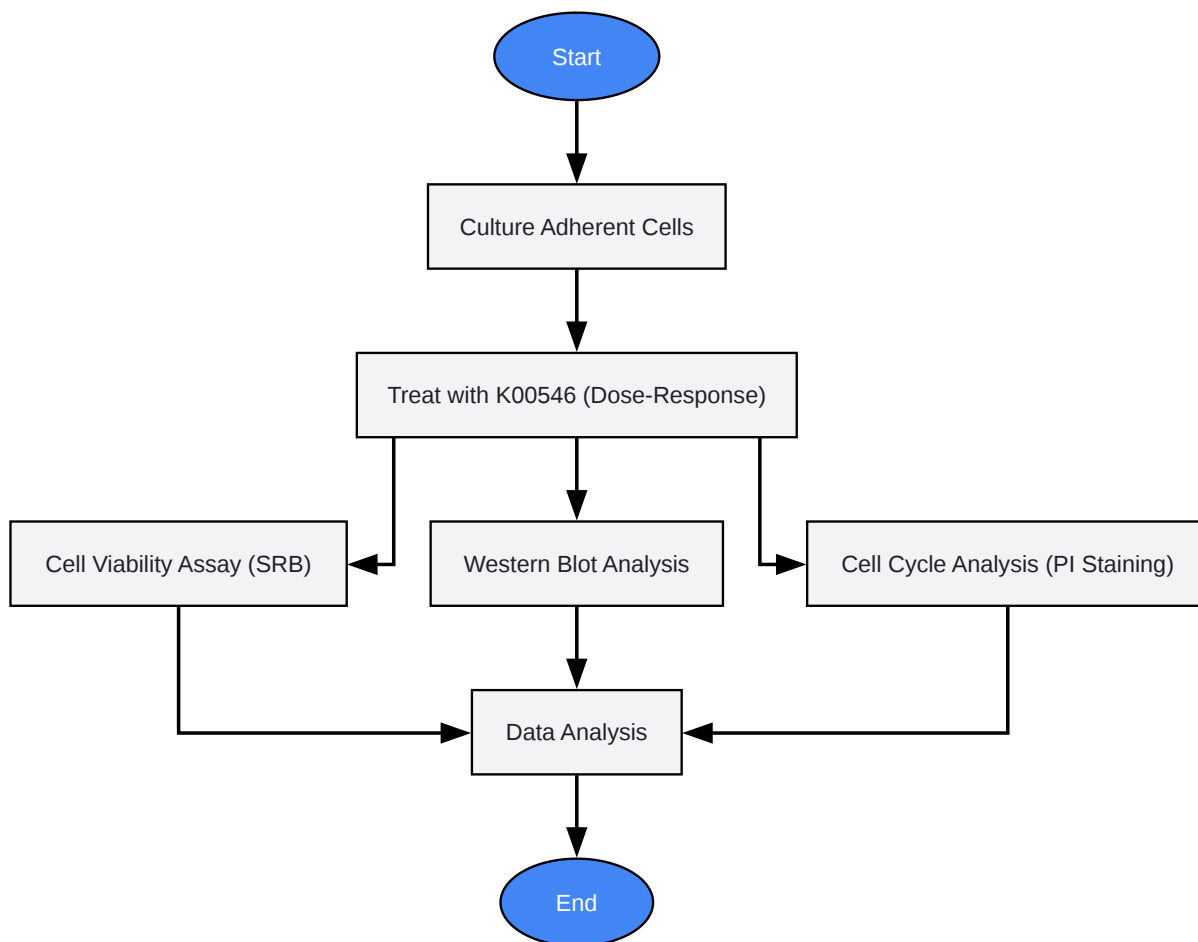 Start
Culture Adherent Cells
Treat with K00546 (Dose-Response)
Cell Viability Assay (SRB)
Western Blot Analysis
Cell Cycle Analysis (PI Staining)
Data Analysis
End